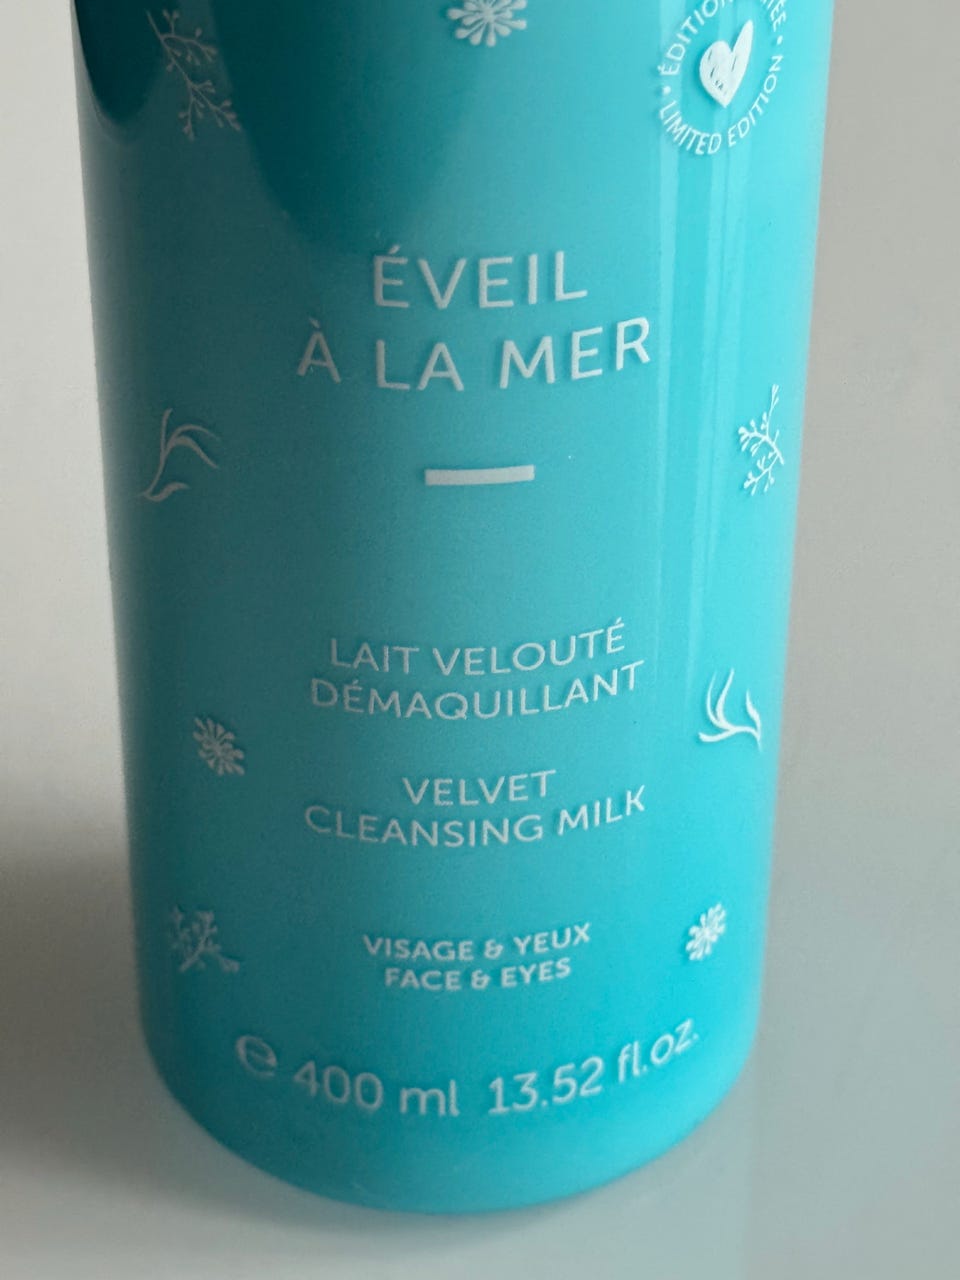 ÉDITION
• LIMITED EDITION •
ÉVEIL
À LA MER
LAIT VELOUTÉ
DÉMAQUILLANT
VELVET
CLEANSING MILK
VISAGE & YEUX
FACE & EYES
e 400 ml 13.52 fl.oz.